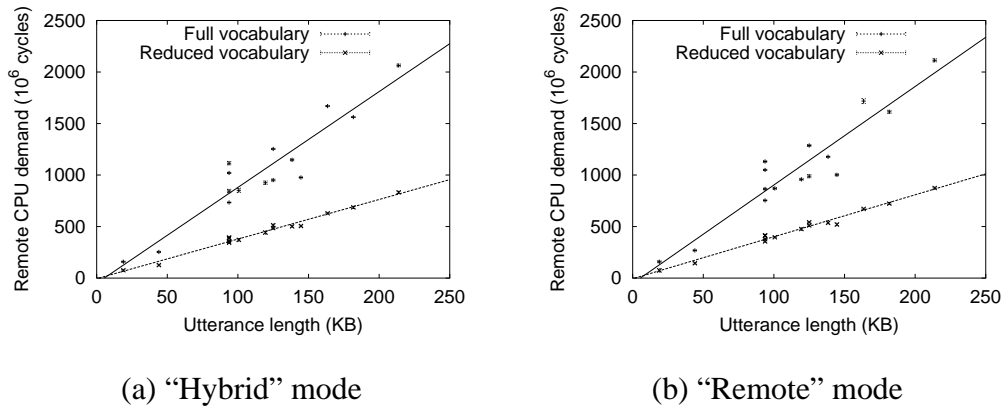 Remote CPU demand (10^6 cycles)
2500
2000
1500
1000
500
0
Full vocabulary
Reduced vocabulary
0 50 100 150 200 250
Utterance length (KB)
(a) “Hybrid” mode
Remote CPU demand (10^6 cycles)
2500
2000
1500
1000
500
0
Full vocabulary
Reduced vocabulary
0 50 100 150 200 250
Utterance length (KB)
(b) “Remote” mode